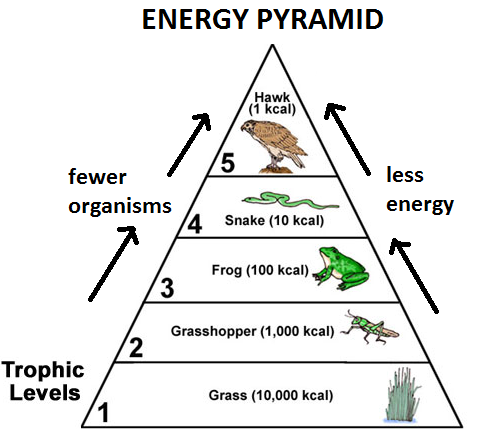 ENERGY PYRAMID
Hawk
(1 kcal)
5
fewer
organisms
less
energy
4
Snake (10 kcal)
Frog (100 kcal)
3
Grasshopper (1,000 kcal)
2
Trophic
Levels
Grass (10,000 kcal)
1